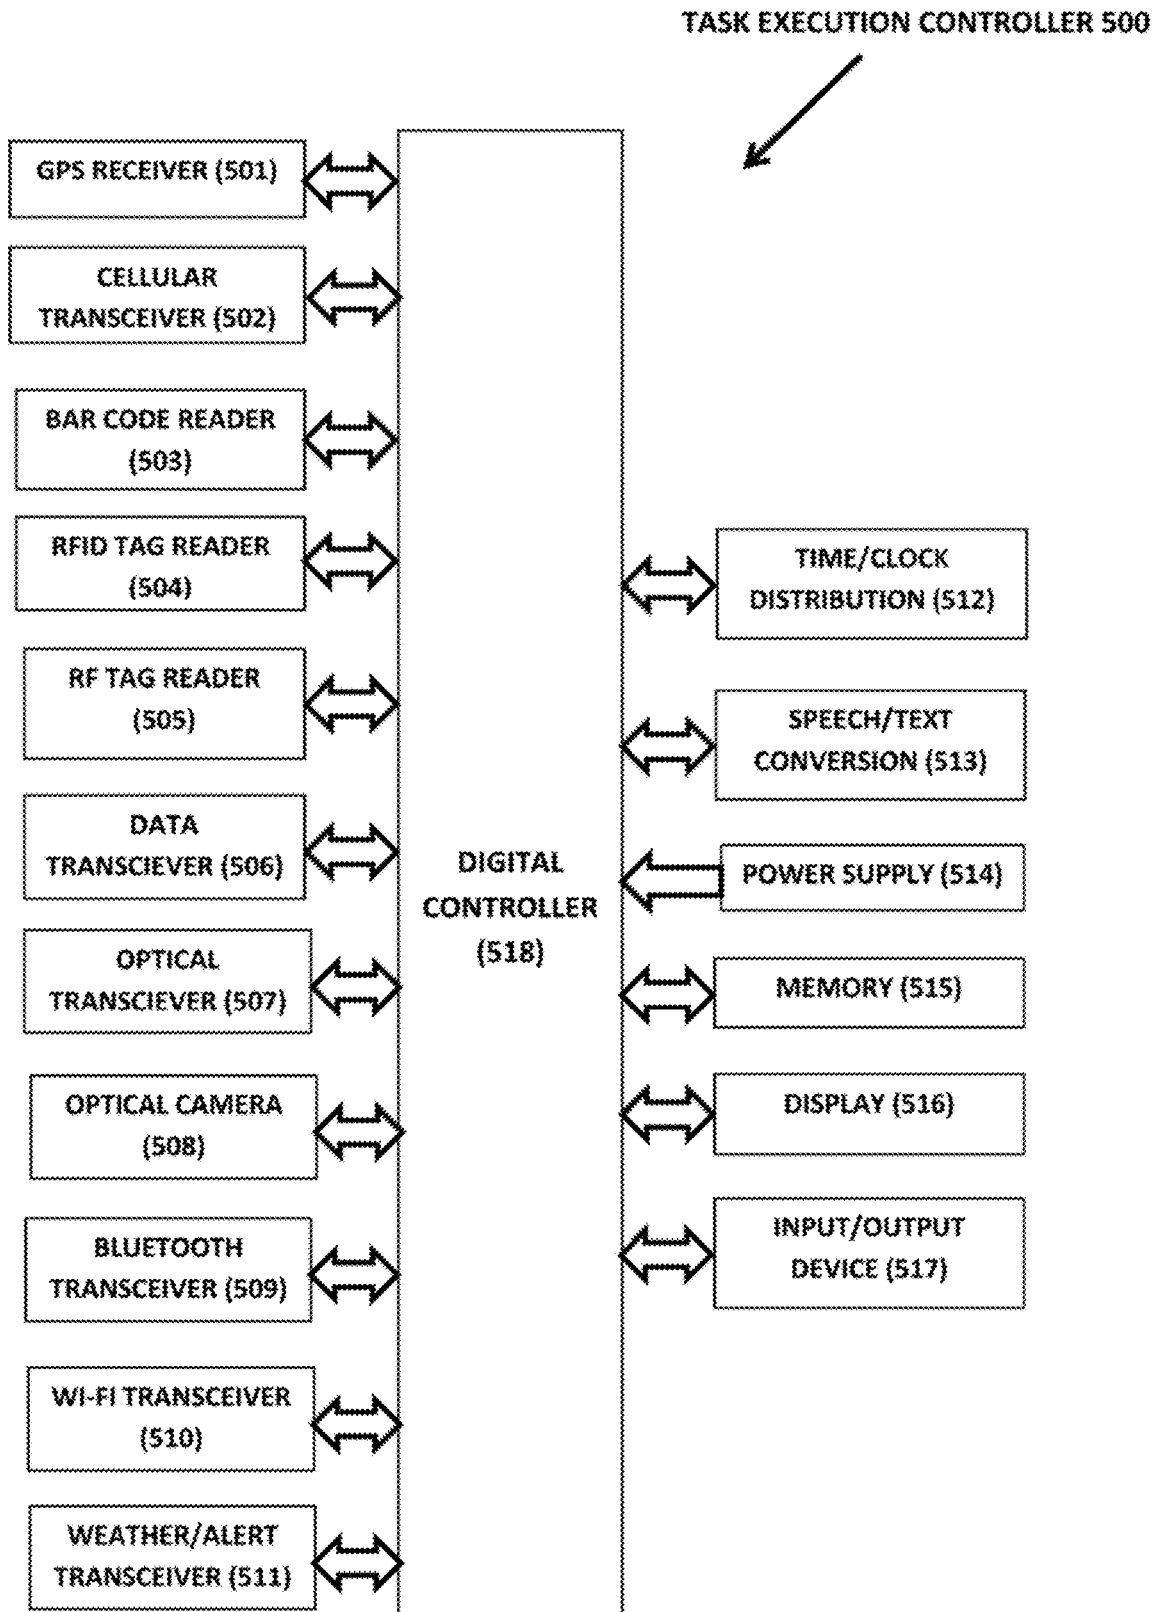 TASK EXECUTION CONTROLLER 500
GPS RECEIVER (501)
CELLULAR
TRANSCEIVER (502)
BAR CODE READER
(503)
RFID TAG READER
(504)
RF TAG READER
(505)
DATA
TRANSCIEVER (506)
OPTICAL
TRANSCIEVER (507)
OPTICAL CAMERA
(508)
BLUETOOTH
TRANSCEIVER (509)
WI-FI TRANSCEIVER
(510)
WEATHER/ALERT
TRANSCEIVER (511)
DIGITAL
CONTROLLER
(518)
TIME/CLOCK
DISTRIBUTION (512)
SPEECH/TEXT
CONVERSION (513)
POWER SUPPLY (514)
MEMORY (515)
DISPLAY (516)
INPUT/OUTPUT
DEVICE (517)